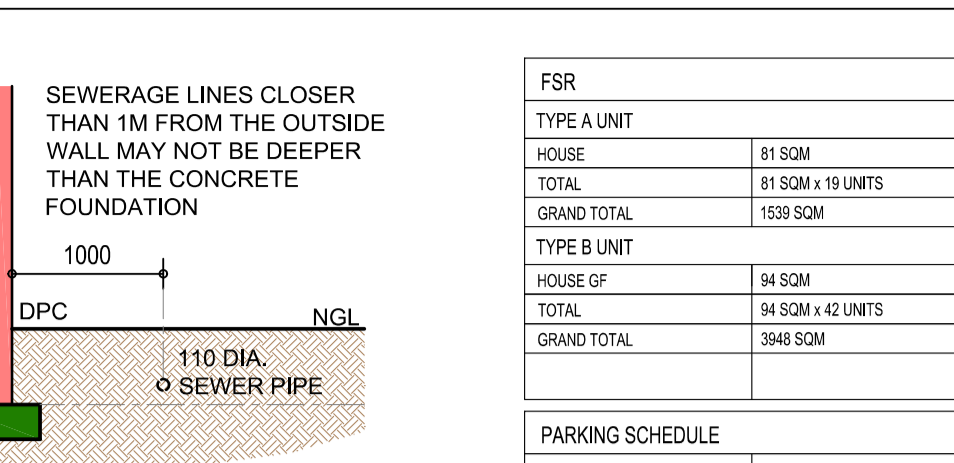 SEWERAGE LINES CLOSER
THAN 1M FROM THE OUTSIDE
WALL MAY NOT BE DEEPER
THAN THE CONCRETE
FOUNDATION
1000
DPC
NGL
110 DIA.
SEWER PIPE
FSR
TYPE A UNIT
HOUSE 81 SQM
TOTAL 81 SQM x 19 UNITS
GRAND TOTAL 1539 SQM
TYPE B UNIT
HOUSE GF 94 SQM
TOTAL 94 SQM x 42 UNITS
GRAND TOTAL 3948 SQM
PARKING SCHEDULE